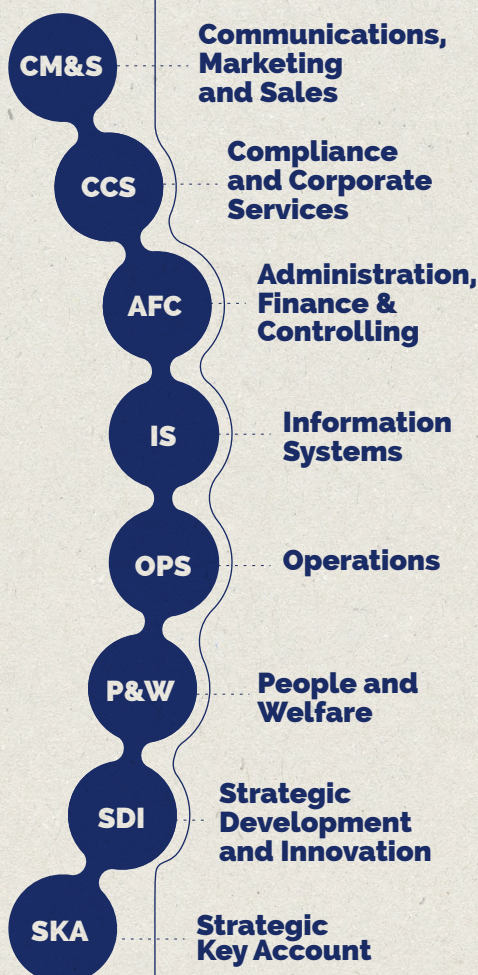 CM&S
Communications,
Marketing
and Sales
CCS
Compliance
and Corporate
Services
AFC
Administration,
Finance &
Controlling
IS
Information
Systems
OPS
Operations
P&W
People and
Welfare
SDI
Strategic
Development
and Innovation
SKA
Strategic
Key Account